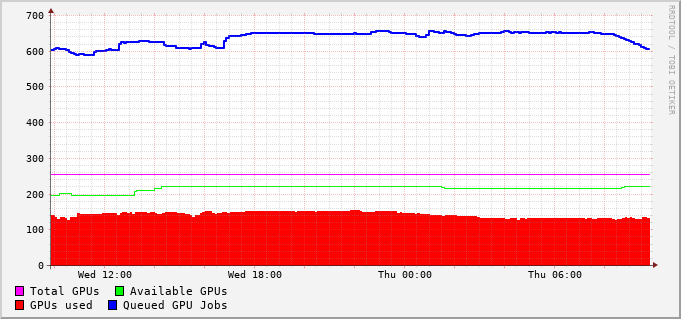 700
600
500
400
300
200
100
0
Wed 12:00 Wed 18:00 Thu 00:00 Thu 06:00
Total GPUs Available GPUs
GPUs used Queued GPU Jobs
RRDTOOL / TOBI OETIKER